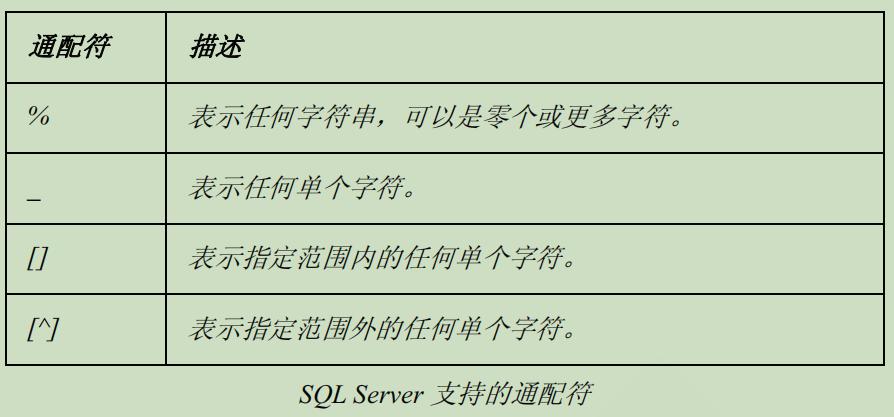 通配符 描述
% 表示任何字符串，可以是零个或更多字符。
_ 表示任何单个字符。
[] 表示指定范围内的任何单个字符。
[^] 表示指定范围外的任何单个字符。
SQL Server 支持的通配符